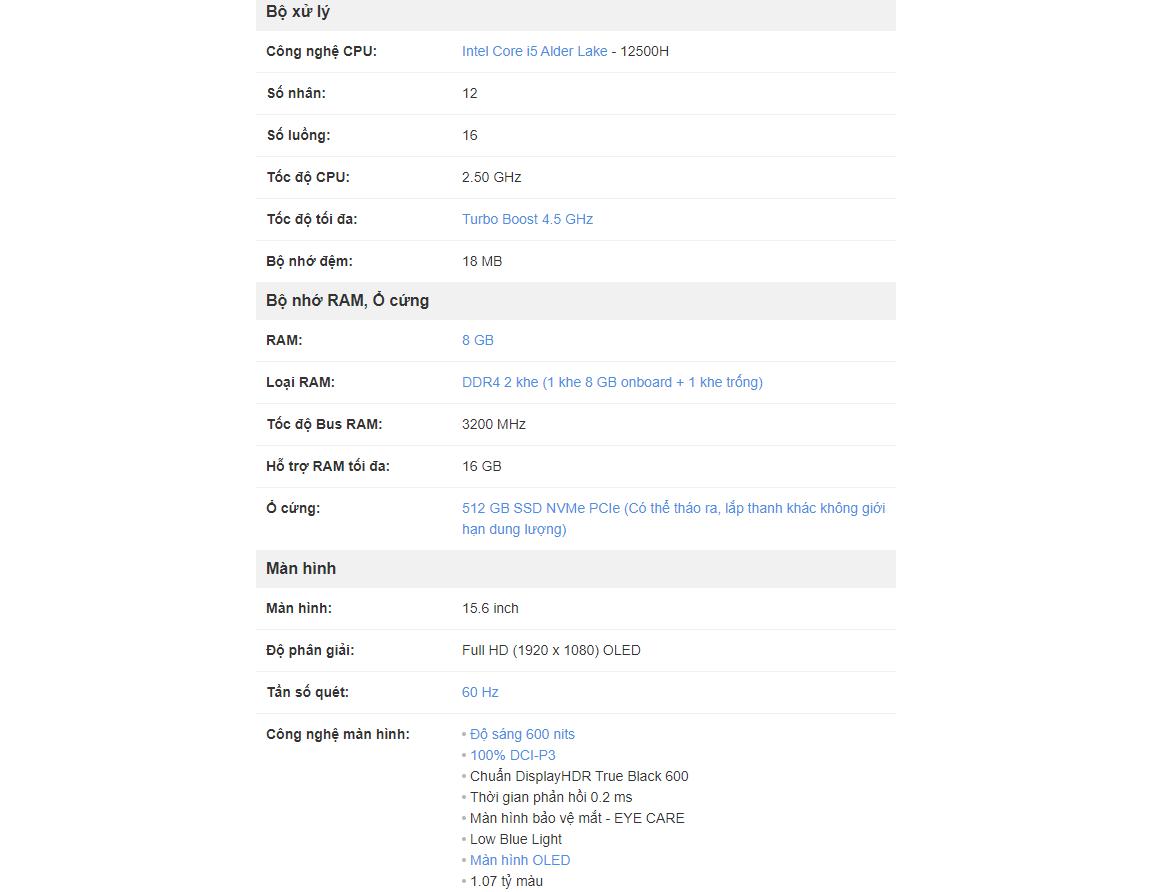 Bộ xử lý
Công nghệ CPU: Intel Core i5 Alder Lake - 12500H
Số nhân: 12
Số luồng: 16
Tốc độ CPU: 2.50 GHz
Tốc độ tối đa: Turbo Boost 4.5 GHz
Bộ nhớ đệm: 18 MB
Bộ nhớ RAM, Ổ cứng
RAM: 8 GB
Loại RAM: DDR4 2 khe (1 khe 8 GB onboard + 1 khe trống)
Tốc độ Bus RAM: 3200 MHz
Hỗ trợ RAM tối đa: 16 GB
Ổ cứng: 512 GB SSD NVMe PCIe (Có thể tháo ra, lắp thanh khác không giới
hạn dung lượng)
Màn hình
Màn hình: 15.6 inch
Độ phân giải: Full HD (1920 x 1080) OLED
Tần số quét: 60 Hz
Công nghệ màn hình: • Độ sáng 600 nits
• 100% DCI-P3
• Chuẩn DisplayHDR True Black 600
• Thời gian phản hồi 0.2 ms
• Màn hình bảo vệ mắt - EYE CARE
• Low Blue Light
• Màn hình OLED
• 1.07 tỷ màu